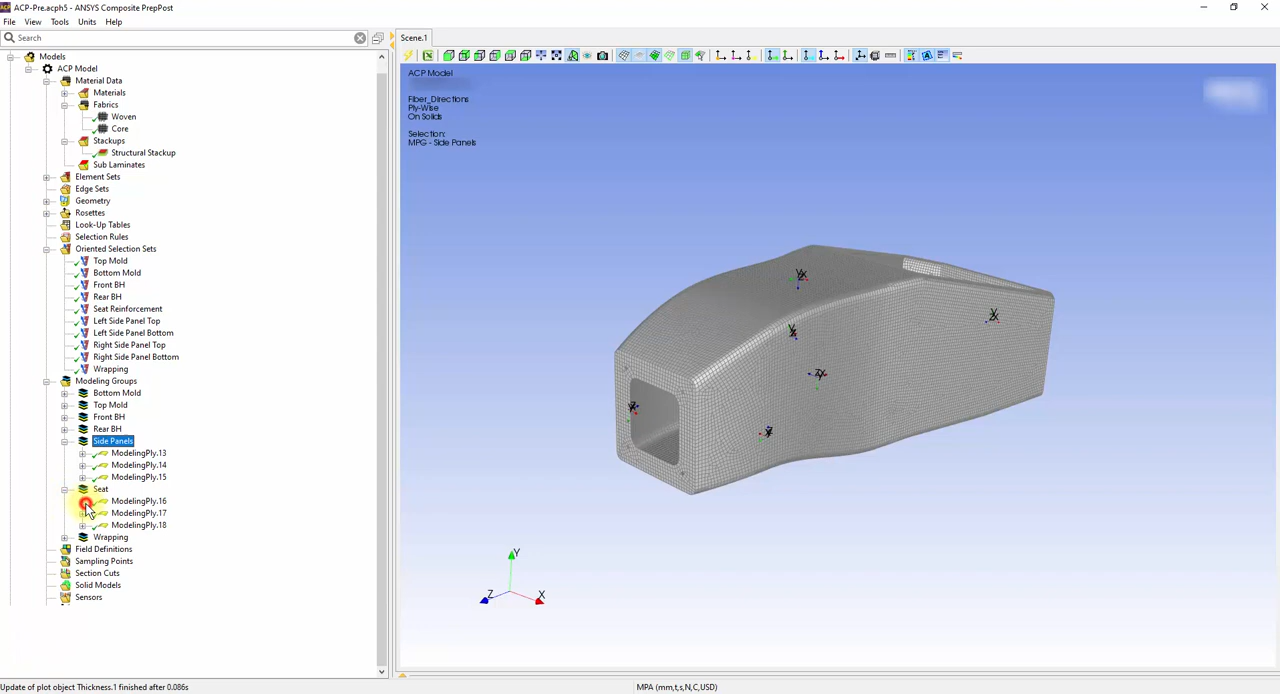 ACP-Pre.acph5 - ANSYS Composite PrepPost
File View Tools Units Help
Search
Scene.1
Models
ACP Model
Material Data
Materials
Fabrics
Woven
Core
Stackups
Structural Stackup
Sub Laminates
Element Sets
Edge Sets
Geometry
Rosettes
Look-Up Tables
Selection Rules
Oriented Selection Sets
Top Mold
Bottom Mold
Front BH
Rear BH
Seat Reinforcement
Left Side Panel Top
Left Side Panel Bottom
Right Side Panel Top
Right Side Panel Bottom
Wrapping
Modeling Groups
Bottom Mold
Top Mold
Front BH
Rear BH
Side Panels
ModelingPly.13
ModelingPly.14
ModelingPly.15
Seat
ModelingPly.16
ModelingPly.17
ModelingPly.18
Wrapping
Field Definitions
Sampling Points
Section Cuts
Solid Models
Sensors
ACP Model
Fiber_Directions
Ply-Wise
On Solids
Selection:
MPG - Side Panels
Y
Z X
Update of plot object Thickness.1 finished after 0.086s
MPA (mm,t,s,N,C,USD)